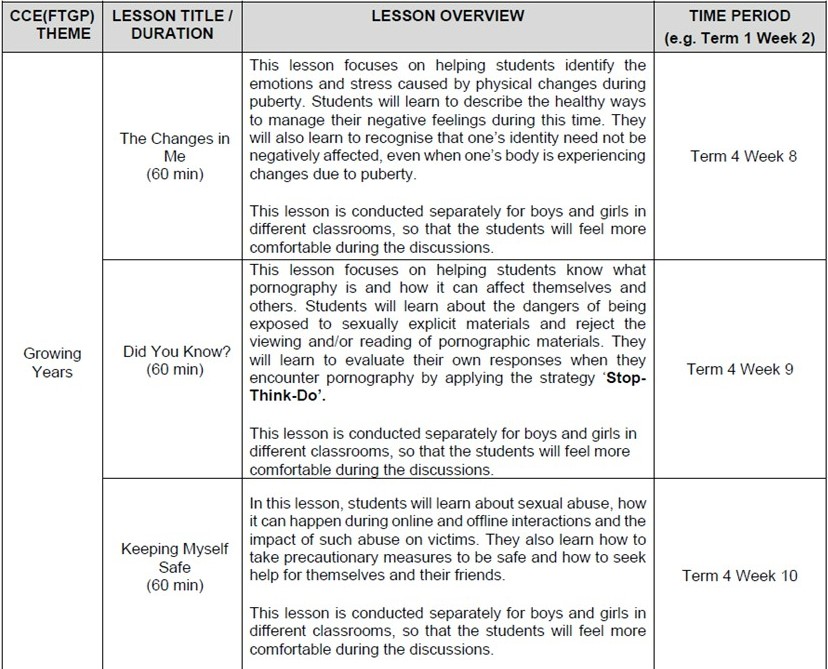 CCE(FTGP) THEME
LESSON TITLE / DURATION
LESSON OVERVIEW
TIME PERIOD
(e.g. Term 1 Week 2)
Growing
Years
The Changes in
Me
(60 min)
This lesson focuses on helping students identify the
emotions and stress caused by physical changes during
puberty. Students will learn to describe the healthy ways
to manage their negative feelings during this time. They
will also learn to recognise that one's identity need not be
negatively affected, even when one's body is experiencing
changes due to puberty.
This lesson is conducted separately for boys and girls in
different classrooms, so that the students will feel more
comfortable during the discussions.
Term 4 Week 8
Did You Know?
(60 min)
This lesson focuses on helping students know what
pornography is and how it can affect themselves and
others. Students will learn about the dangers of being
exposed to sexually explicit materials and reject the
viewing and/or reading of pornographic materials. They
will learn to evaluate their own responses when they
encounter pornography by applying the strategy 'Stop-
Think-Do'.
This lesson is conducted separately for boys and girls in
different classrooms, so that the students will feel more
comfortable during the discussions.
Term 4 Week 9
Keeping Myself
Safe
(60 min)
In this lesson, students will learn about sexual abuse, how
it can happen during online and offline interactions and the
impact of such abuse on victims. They also learn how to
take precautionary measures to be safe and how to seek
help for themselves and their friends.
This lesson is conducted separately for boys and girls in
different classrooms, so that the students will feel more
comfortable during the discussions.
Term 4 Week 10